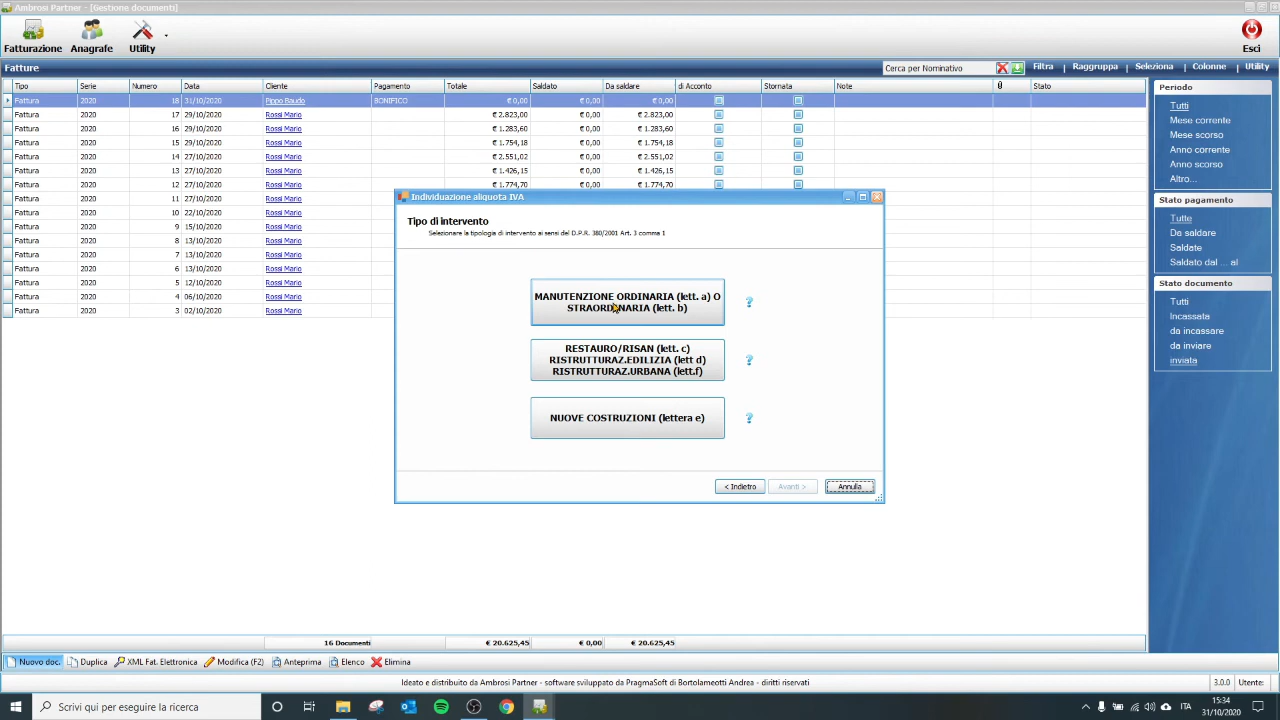 Ambrosi Partner - [Gestione documenti]
Fatturazione Anagrafe Utility Esci
Fatture Cerca per Nominativo Filtra Raggruppa Seleziona Colonne Utility
Tipo Serie Numero Data Cliente Pagamento Totale Saldato Da saldare di Acconto Stornata Note Stato
Fattura 2020 18 31/10/2020 Pippo Baudo BONIFICO € 0,00 € 0,00 € 0,00
Fattura 2020 17 29/10/2020 Rossi Mario € 2.823,00 € 0,00 € 2.823,00
Fattura 2020 16 29/10/2020 Rossi Mario € 1.283,60 € 0,00 € 1.283,60
Fattura 2020 15 29/10/2020 Rossi Mario € 1.754,18 € 0,00 € 1.754,18
Fattura 2020 14 27/10/2020 Rossi Mario € 2.551,02 € 0,00 € 2.551,02
Fattura 2020 13 27/10/2020 Rossi Mario € 1.426,15 € 0,00 € 1.426,15
Fattura 2020 12 27/10/2020 Rossi Mario € 1.774,70 € 0,00 € 1.774,70
Fattura 2020 11 27/10/2020 Rossi Mario
Fattura 2020 10 22/10/2020 Rossi Mario
Fattura 2020 9 15/10/2020 Rossi Mario
Fattura 2020 8 13/10/2020 Rossi Mario
Fattura 2020 7 13/10/2020 Rossi Mario
Fattura 2020 6 13/10/2020 Rossi Mario
Fattura 2020 5 12/10/2020 Rossi Mario
Fattura 2020 4 06/10/2020 Rossi Mario
Fattura 2020 3 02/10/2020 Rossi Mario
Individuazione aliquota IVA
Tipo di intervento
Selezionare la tipologia di intervento ai sensi del D.P.R. 380/2001 Art. 3 comma 1
MANUTENZIONE ORDINARIA (lett. a) O
STRAORDINARIA (lett. b)
?
RESTAURO/RISAN (lett. c)
RISTRUTTURAZ.EDILIZIA (lett d)
RISTRUTTURAZ.URBANA (lett.f)
?
NUOVE COSTRUZIONI (lettera e)
?
< Indietro Avanti > Annulla
Periodo
Tutti
Mese corrente
Mese scorso
Anno corrente
Anno scorso
Altro...
Stato pagamento
Tutte
Da saldare
Saldate
Saldato dal ... al
Stato documento
Tutti
Incassata
da incassare
da inviare
inviata
16 Documenti € 20.625,45 € 0,00 € 20.625,45
Nuovo doc. Duplica XML Fat. Elettronica Modifica (F2) Anteprima Elenco Elimina
Ideato e distribuito da Ambrosi Partner - software sviluppato da PragmaSoft di Bortolameotti Andrea - diritti riservati 3.0.0 Utente:
Scrivi qui per eseguire la ricerca
ITA
15:34
31/10/2020